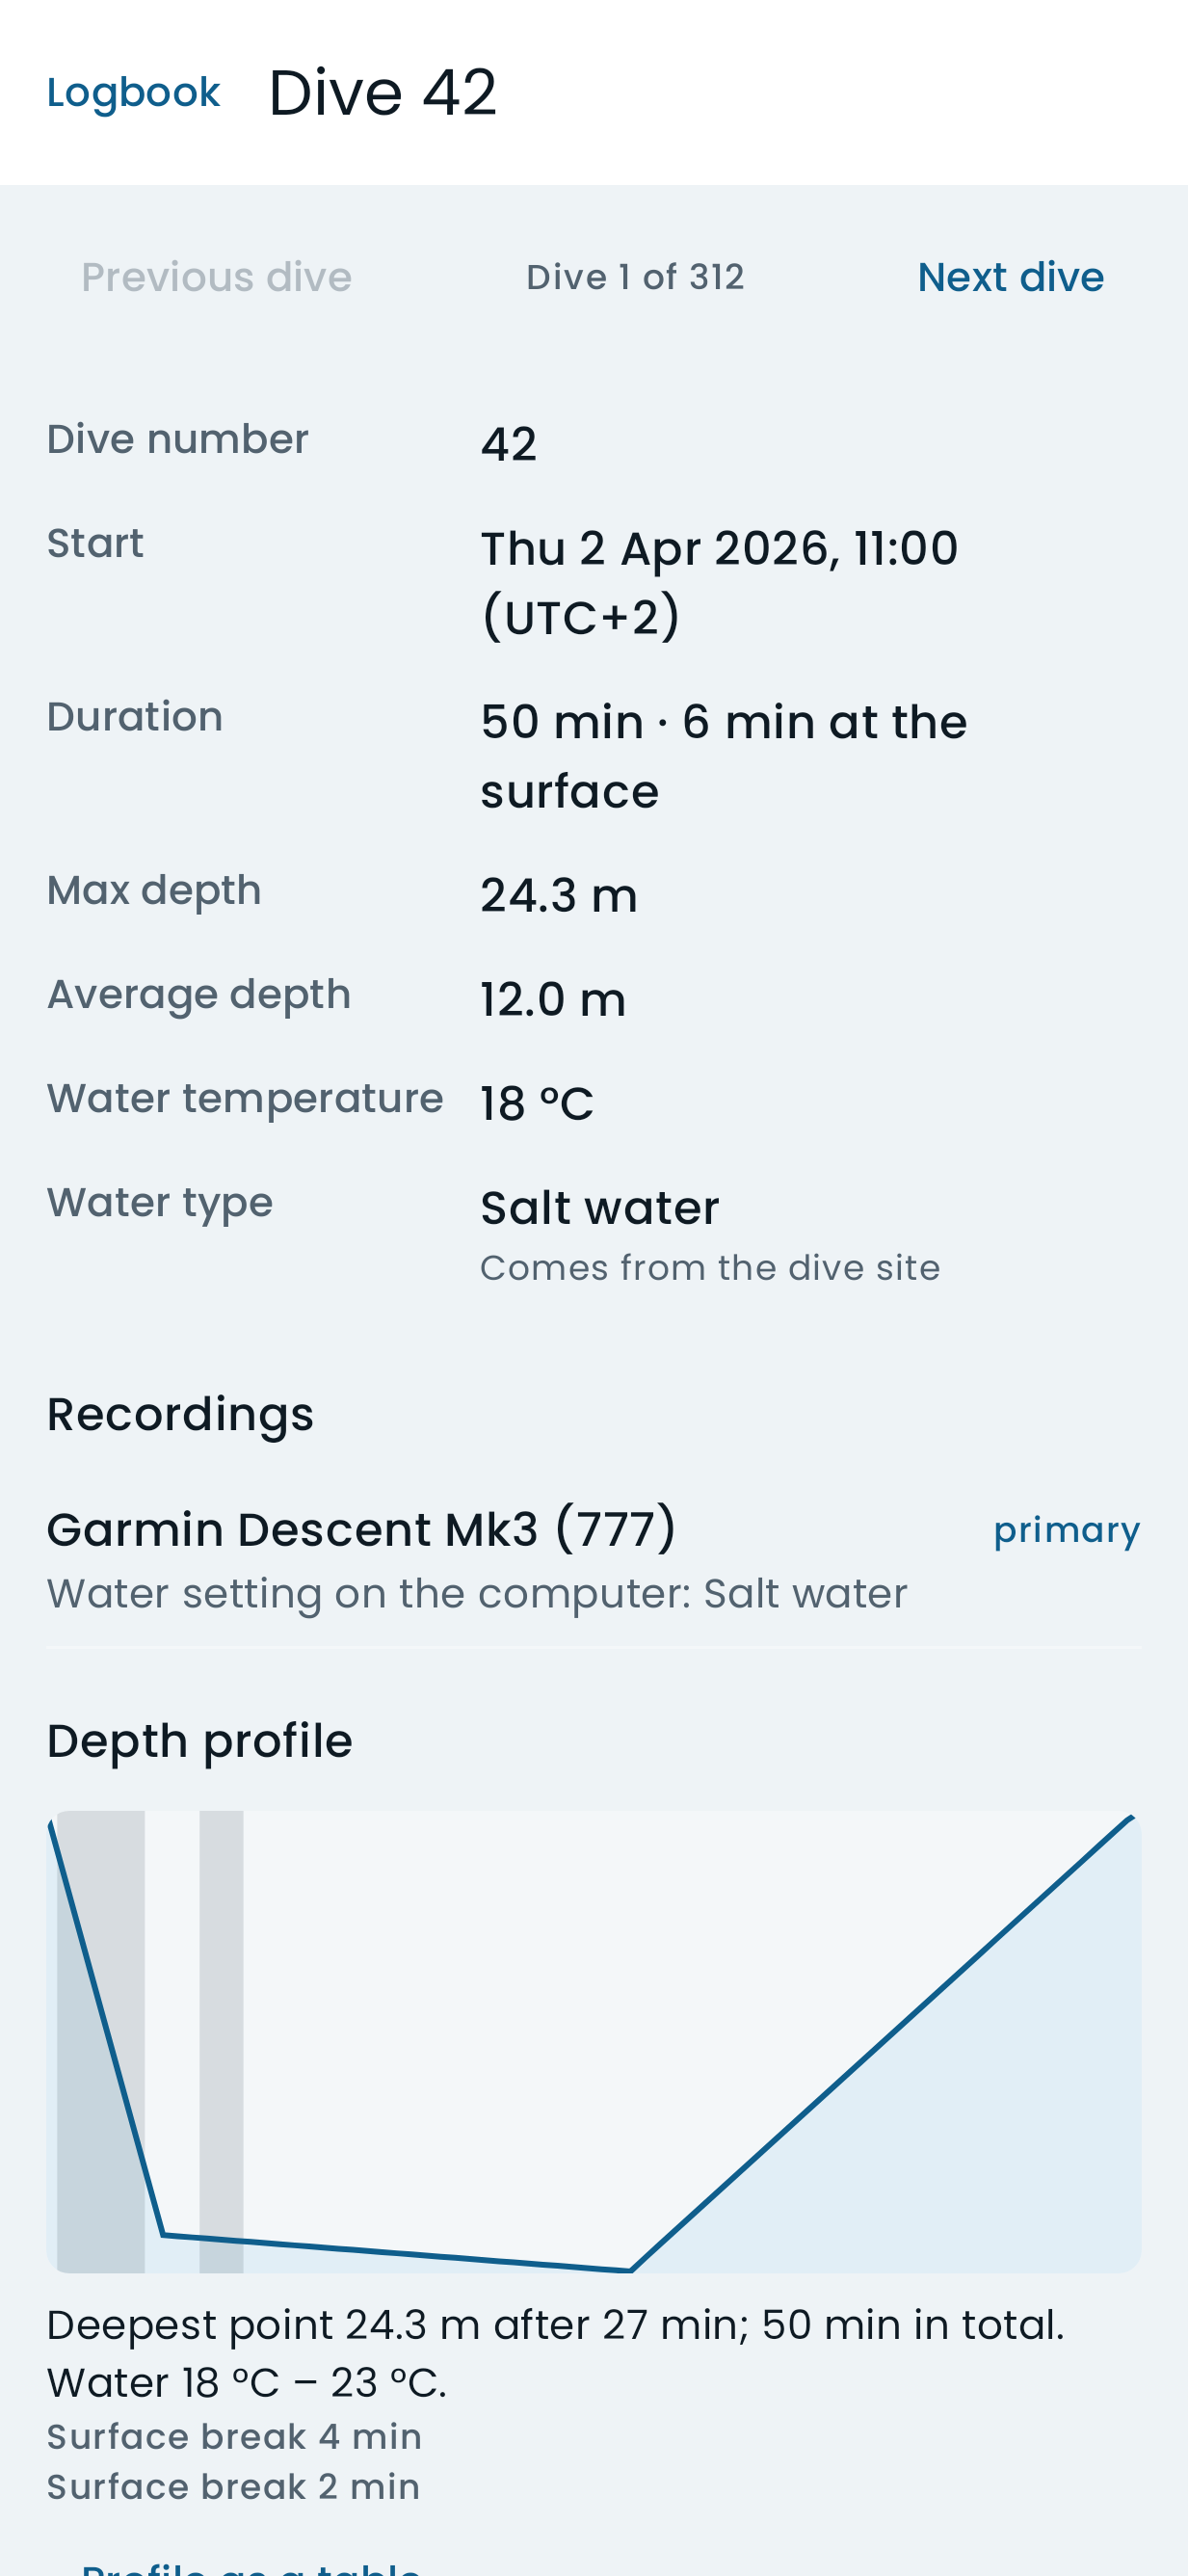 Logbook Dive 42
Previous dive Dive 1 of 312 Next dive
Dive number 42
Start Thu 2 Apr 2026, 11:00
(UTC+2)
Duration 50 min · 6 min at the
surface
Max depth 24.3 m
Average depth 12.0 m
Water temperature 18 °C
Water type Salt water
Comes from the dive site
Recordings
Garmin Descent Mk3 (777) primary
Water setting on the computer: Salt water
Depth profile
Deepest point 24.3 m after 27 min; 50 min in total.
Water 18 °C – 23 °C.
Surface break 4 min
Surface break 2 min
Profile as a table